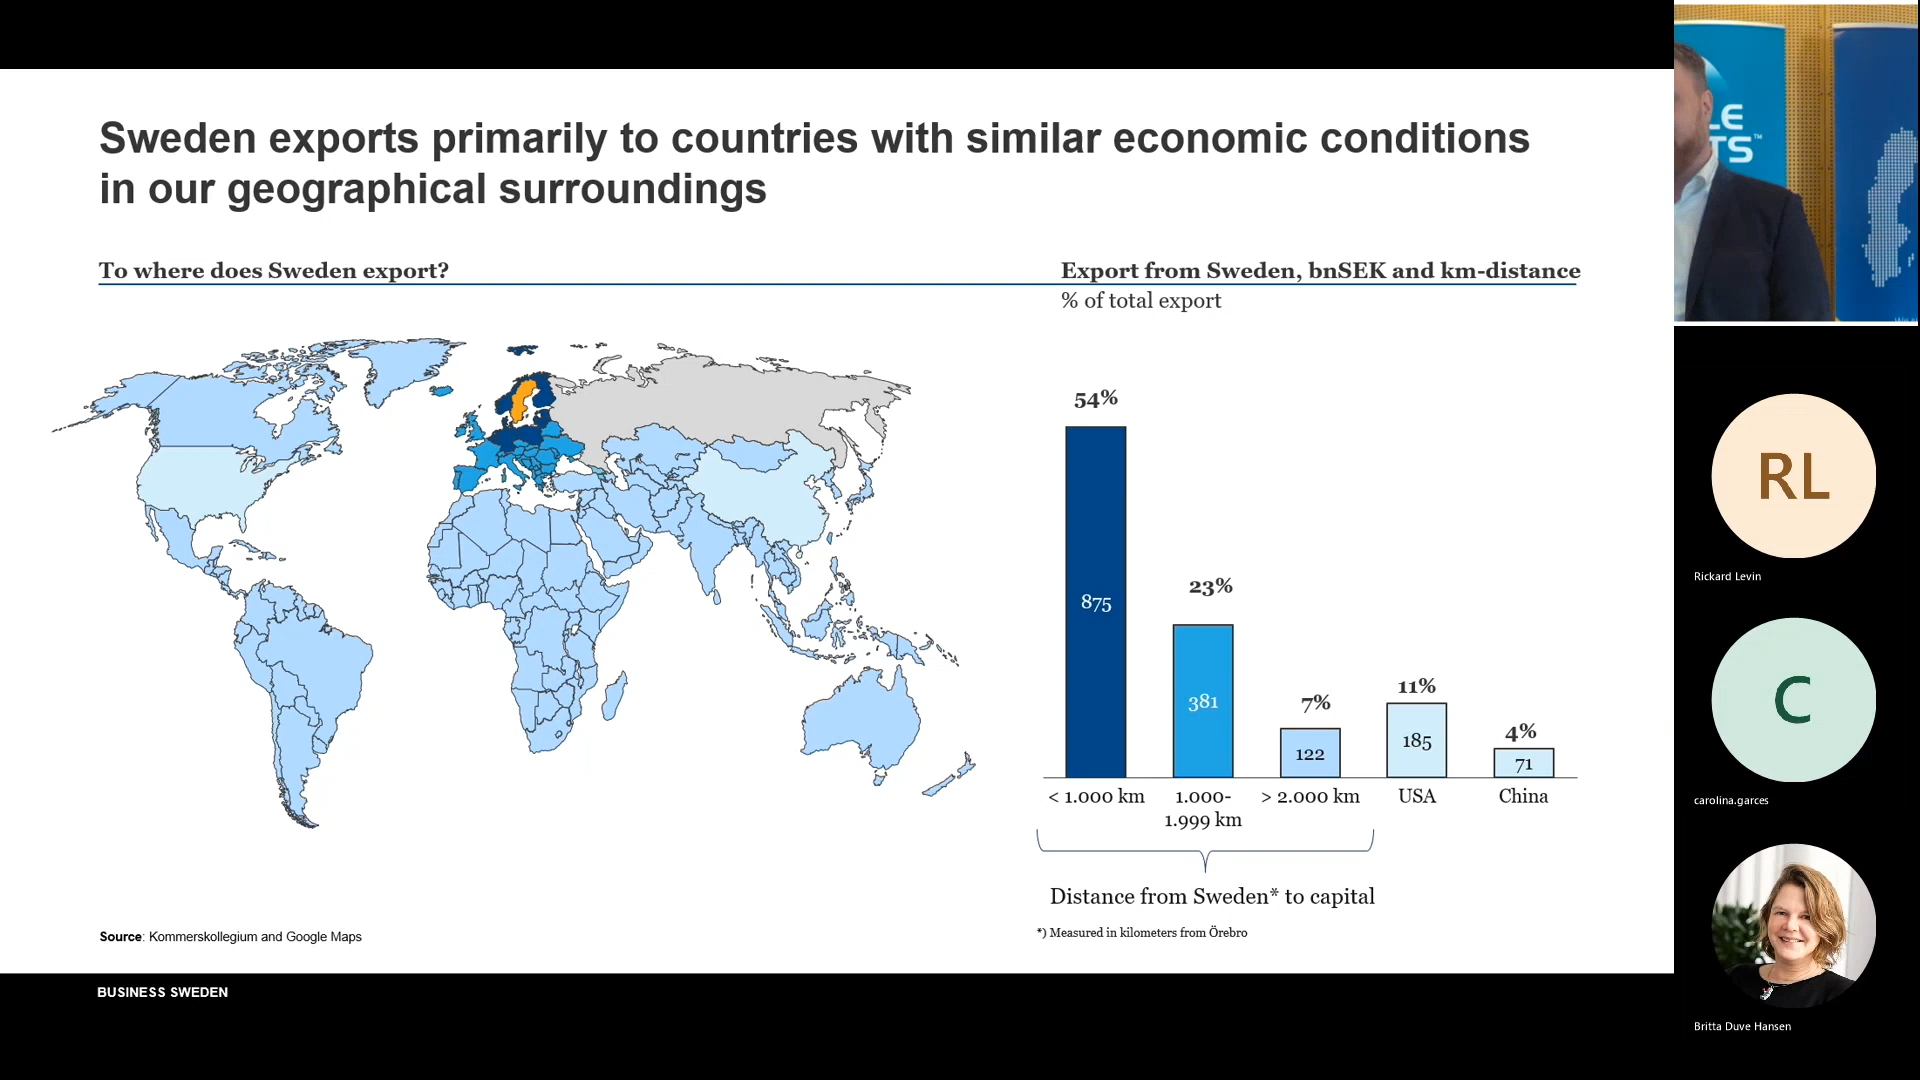 Sweden exports primarily to countries with similar economic conditions
in our geographical surroundings
To where does Sweden export?
Export from Sweden, bnSEK and km-distance
% of total export
54%
875
23%
381
7%
122
11%
185
4%
71
< 1.000 km
1.000-
1.999 km
> 2.000 km
USA
China
Distance from Sweden* to capital
*) Measured in kilometers from Örebro
Source: Kommerskollegium and Google Maps
BUSINESS SWEDEN
LE
TS™
RL
Rickard Levin
C
carolina.garces
Britta Duve Hansen